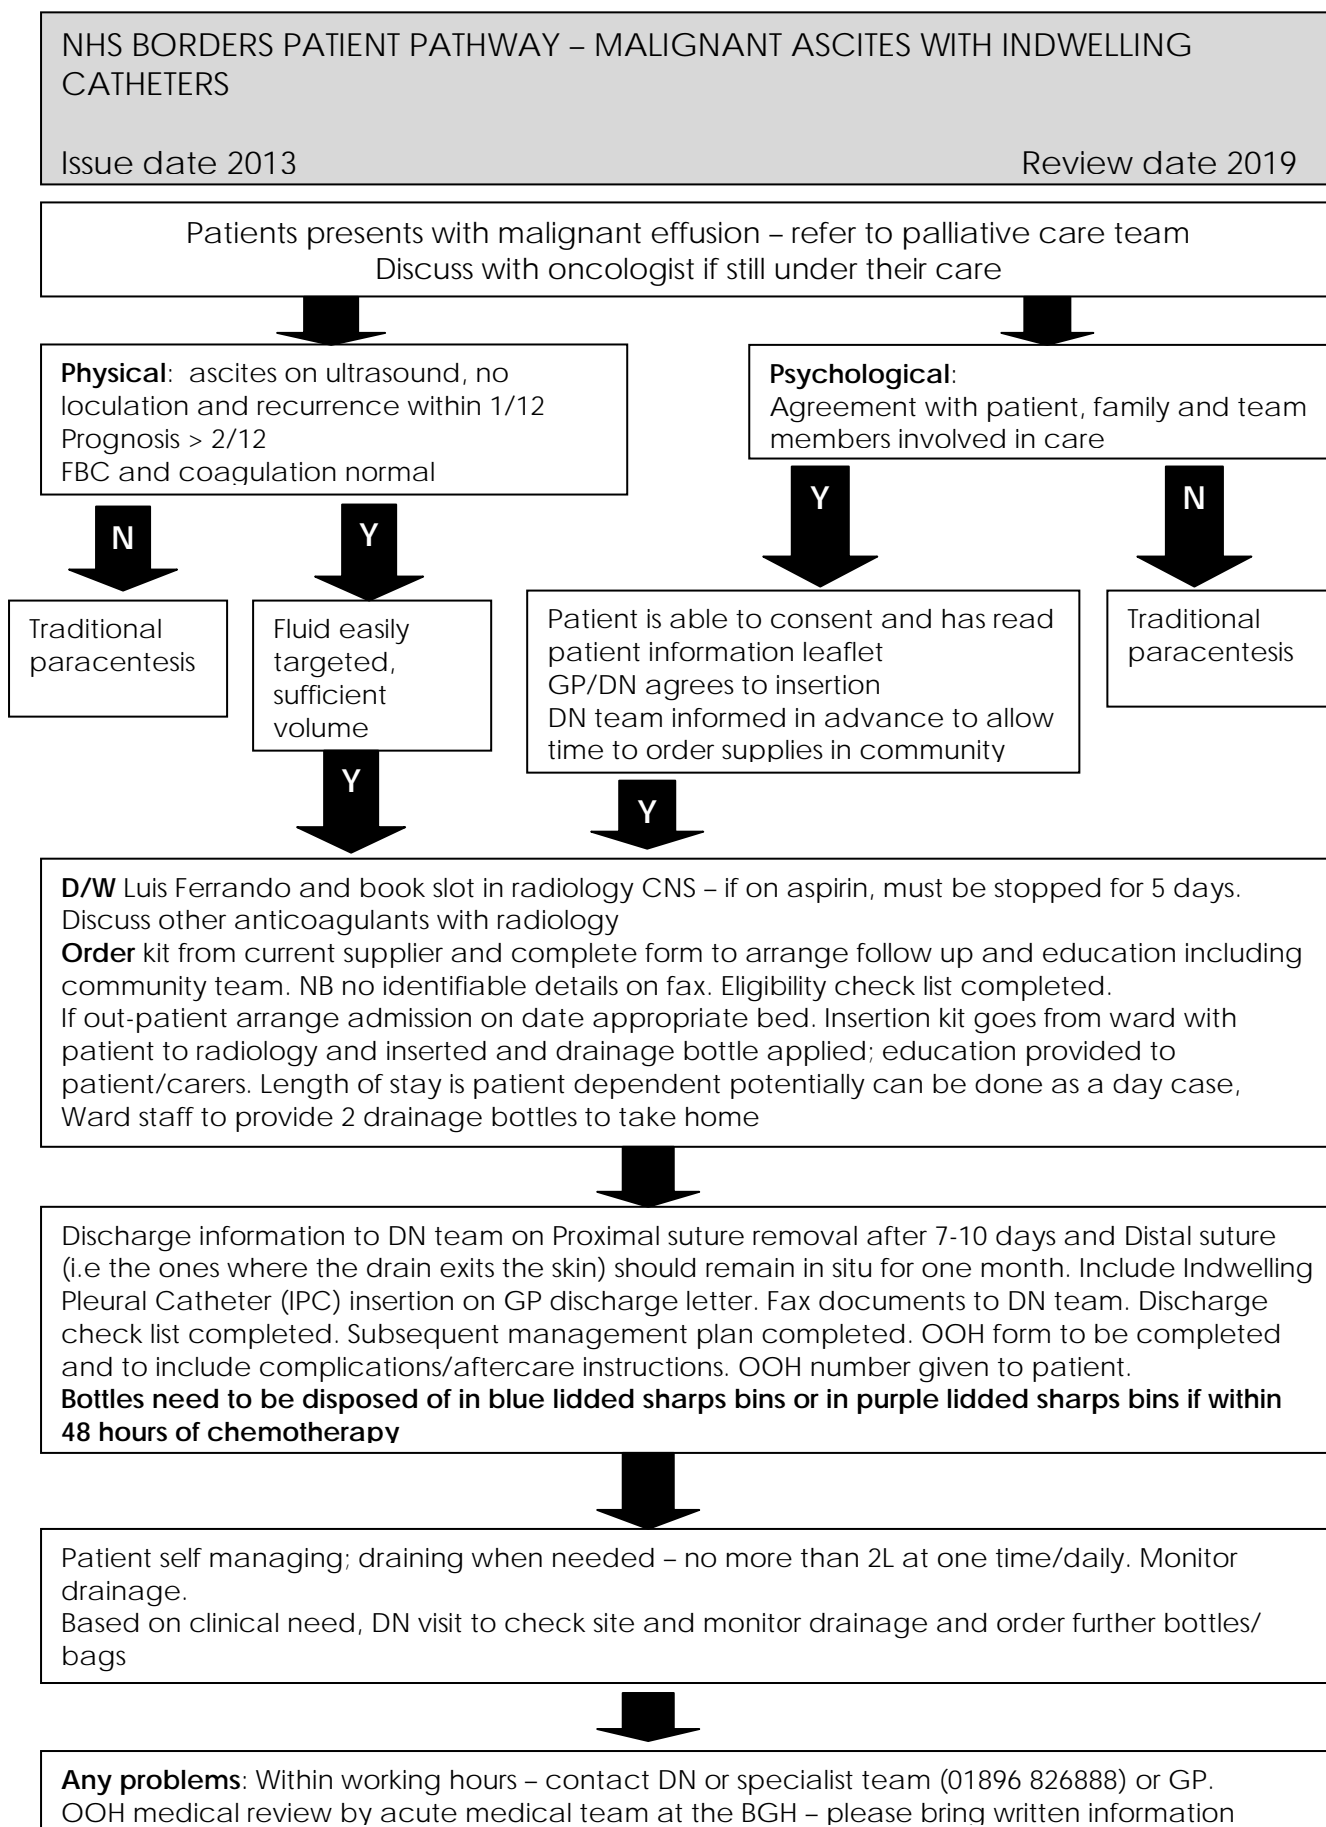 NHS BORDERS PATIENT PATHWAY – MALIGNANT ASCITES WITH INDWELLING
CATHETERS
Issue date 2013 Review date 2019
Patients presents with malignant effusion – refer to palliative care team
Discuss with oncologist if still under their care
Physical: ascites on ultrasound, no
loculation and recurrence within 1/12
Prognosis > 2/12
FBC and coagulation normal
Psychological:
Agreement with patient, family and team
members involved in care
N
Y
Y
N
Traditional
paracentesis
Fluid easily
targeted,
sufficient
volume
Patient is able to consent and has read
patient information leaflet
GP/DN agrees to insertion
DN team informed in advance to allow
time to order supplies in community
Traditional
paracentesis
Y
Y
D/W Luis Ferrando and book slot in radiology CNS – if on aspirin, must be stopped for 5 days.
Discuss other anticoagulants with radiology
Order kit from current supplier and complete form to arrange follow up and education including
community team. NB no identifiable details on fax. Eligibility check list completed.
If out-patient arrange admission on date appropriate bed. Insertion kit goes from ward with
patient to radiology and inserted and drainage bottle applied; education provided to
patient/carers. Length of stay is patient dependent potentially can be done as a day case,
Ward staff to provide 2 drainage bottles to take home
Discharge information to DN team on Proximal suture removal after 7-10 days and Distal suture
(i.e the ones where the drain exits the skin) should remain in situ for one month. Include Indwelling
Pleural Catheter (IPC) insertion on GP discharge letter. Fax documents to DN team. Discharge
check list completed. Subsequent management plan completed. OOH form to be completed
and to include complications/aftercare instructions. OOH number given to patient.
Bottles need to be disposed of in blue lidded sharps bins or in purple lidded sharps bins if within
48 hours of chemotherapy
Patient self managing; draining when needed – no more than 2L at one time/daily. Monitor
drainage.
Based on clinical need, DN visit to check site and monitor drainage and order further bottles/
bags
Any problems: Within working hours – contact DN or specialist team (01896 826888) or GP.
OOH medical review by acute medical team at the BGH – please bring written information